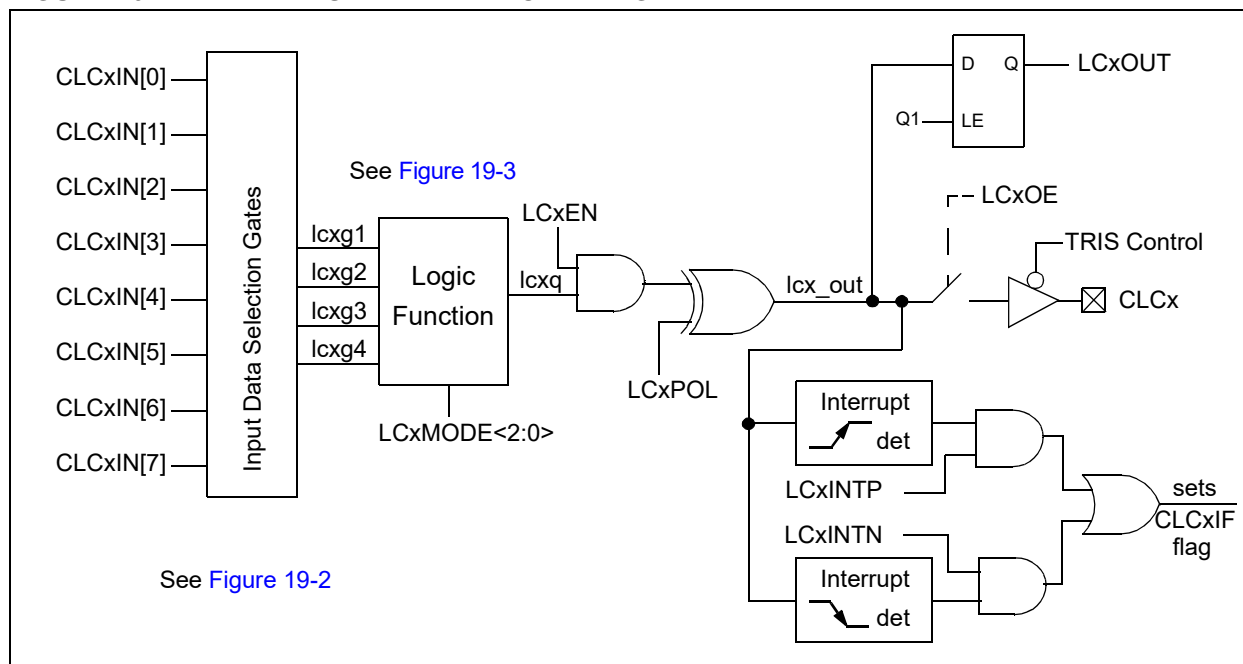 CLCxIN[0]
CLCxIN[1]
CLCxIN[2]
CLCxIN[3]
CLCxIN[4]
CLCxIN[5]
CLCxIN[6]
CLCxIN[7]
Input Data Selection Gates
See Figure 19-2
See Figure 19-3
lcxg1
lcxg2
lcxg3
lcxg4
Logic
Function
LCxMODE<2:0>
LCxEN
lcxq
LCxPOL
lcx_out
D
Q
LCxOUT
Q1
LE
LCxOE
TRIS Control
CLCx
Interrupt
det
LCxINTP
LCxINTN
Interrupt
det
sets
CLCxIF
flag